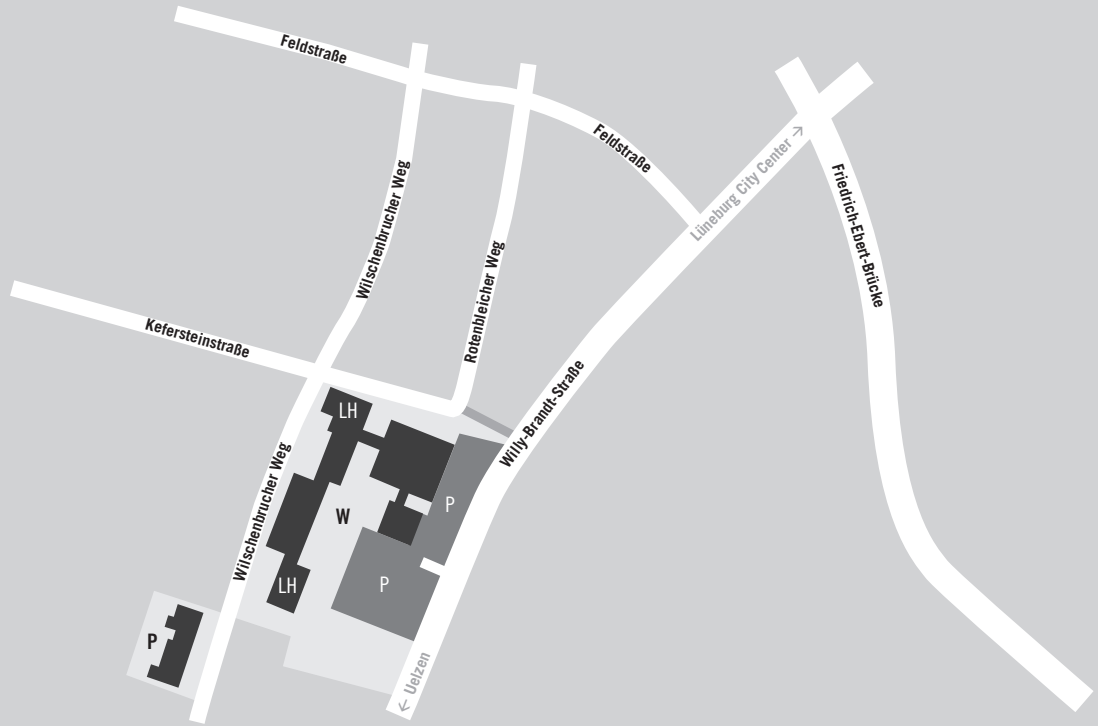 Feldstraße
Feldstraße
Lüneburg City Center →
Friedrich-Ebert-Brücke
Wilschenbrucher Weg
Rotenbleicher Weg
Kefersteinstraße
Willy-Brandt-Straße
LH
Wilschenbrucher Weg
P
W
P
LH
P
← Uelzen